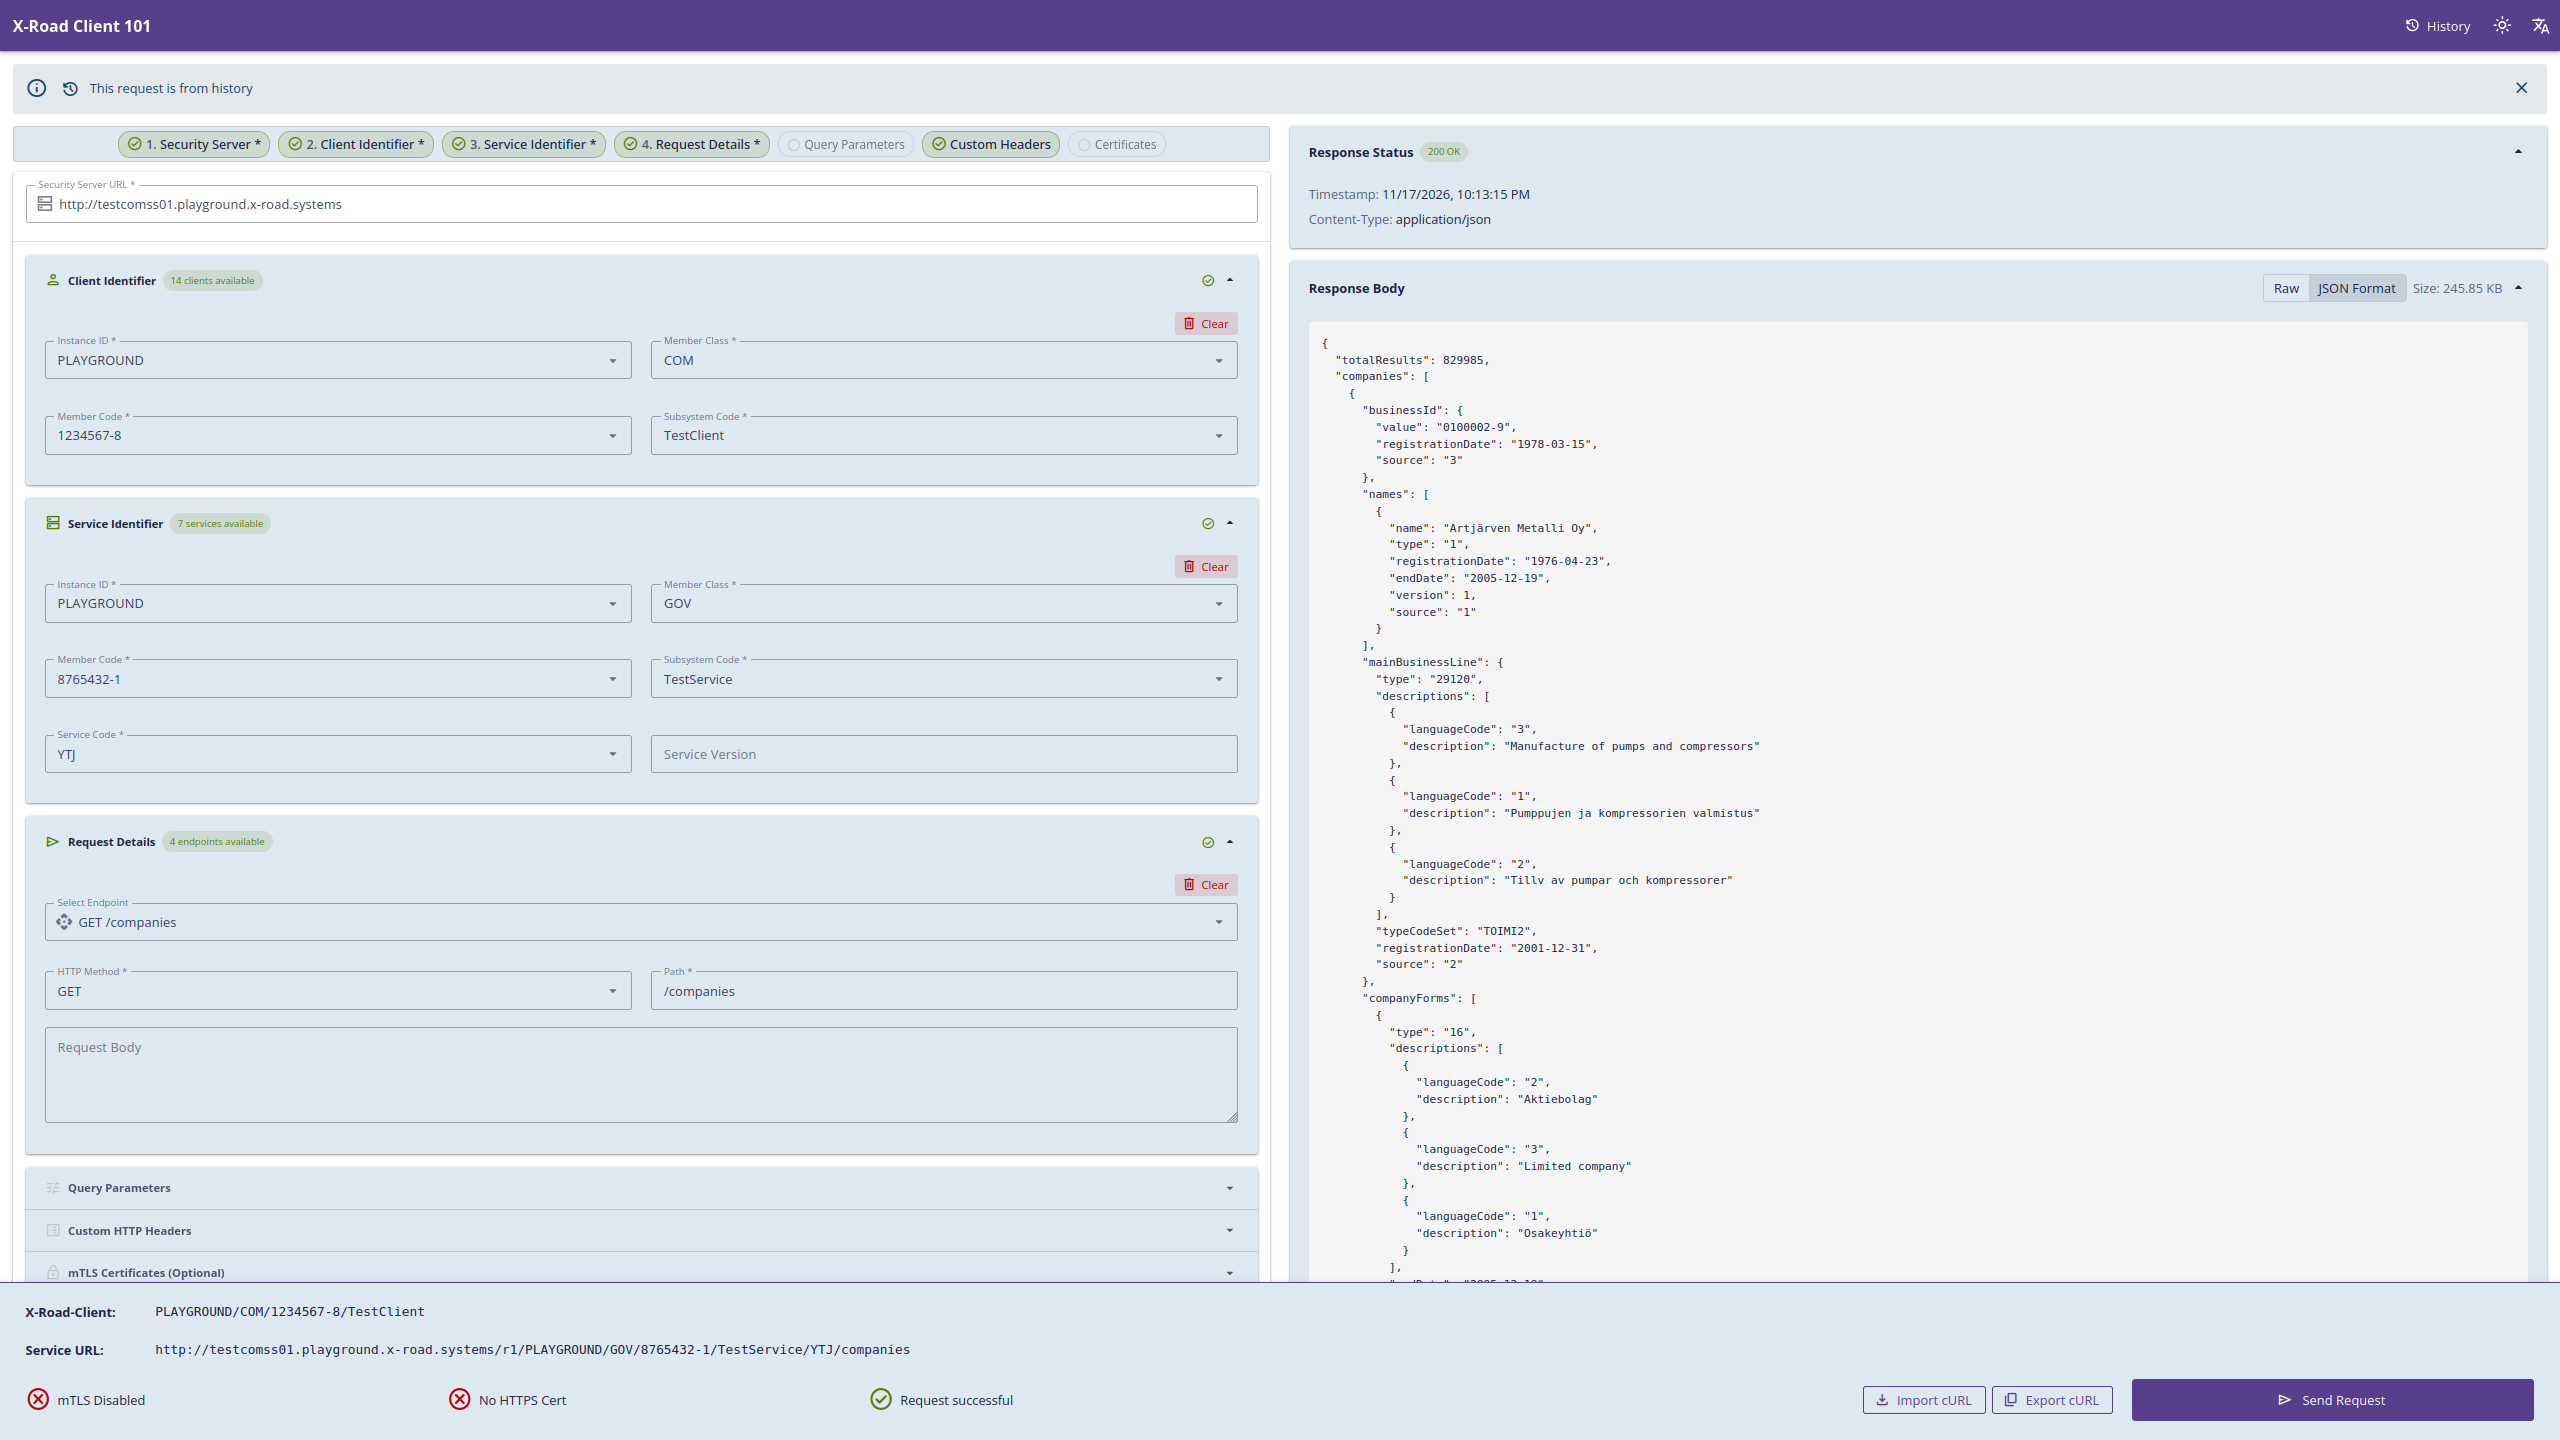 X-Road Client 101
History
This request is from history
1. Security Server *
2. Client Identifier *
3. Service Identifier *
4. Request Details *
Query Parameters
Custom Headers
Certificates
Security Server URL *
http://testcomss01.playground.x-road.systems
Client Identifier
14 clients available
Clear
Instance ID *
PLAYGROUND
Member Class *
COM
Member Code *
1234567-8
Subsystem Code *
TestClient
Service Identifier
7 services available
Clear
Instance ID *
PLAYGROUND
Member Class *
GOV
Member Code *
8765432-1
Subsystem Code *
TestService
Service Code *
YTJ
Service Version
Request Details
4 endpoints available
Clear
Select Endpoint
GET /companies
HTTP Method *
GET
Path *
/companies
Request Body
Query Parameters
Custom HTTP Headers
mTLS Certificates (Optional)
Response Status
200 OK
Timestamp: 11/17/2026, 10:13:15 PM
Content-Type: application/json
Response Body
Raw
JSON Format
Size: 245.85 KB
{
"totalResults": 829985,
"companies": [
{
"businessId": {
"value": "0100002-9",
"registrationDate": "1978-03-15",
"source": "3"
},
"names": [
{
"name": "Artjärven Metalli Oy",
"type": "1",
"registrationDate": "1976-04-23",
"endDate": "2005-12-19",
"version": 1,
"source": "1"
}
],
"mainBusinessLine": {
"type": "29120",
"descriptions": [
{
"languageCode": "3",
"description": "Manufacture of pumps and compressors"
},
{
"languageCode": "1",
"description": "Pumppujen ja kompressorien valmistus"
},
{
"languageCode": "2",
"description": "Tillv av pumpar och kompressorer"
}
],
"typeCodeSet": "TOIMI2",
"registrationDate": "2001-12-31",
"source": "2"
},
"companyForms": [
{
"type": "16",
"descriptions": [
{
"languageCode": "2",
"description": "Aktiebolag"
},
{
"languageCode": "3",
"description": "Limited company"
},
{
"languageCode": "1",
"description": "Osakeyhtiö"
}
],
X-Road-Client: PLAYGROUND/COM/1234567-8/TestClient
Service URL: http://testcomss01.playground.x-road.systems/r1/PLAYGROUND/GOV/8765432-1/TestService/YTJ/companies
mTLS Disabled
No HTTPS Cert
Request successful
Import cURL
Export cURL
Send Request